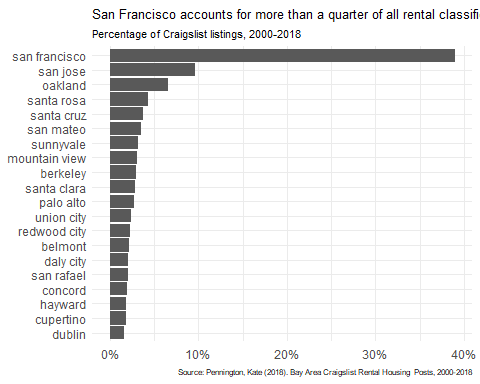 San Francisco accounts for more than a quarter of all rental classifi
Percentage of Craigslist listings, 2000-2018
san francisco
san jose
oakland
santa rosa
santa cruz
san mateo
sunnyvale
mountain view
berkeley
santa clara
palo alto
union city
redwood city
belmont
daly city
san rafael
concord
hayward
cupertino
dublin
0% 10% 20% 30% 40%
Source: Pennington, Kate (2018). Bay Area Craigslist Rental Housing Posts, 2000-2018